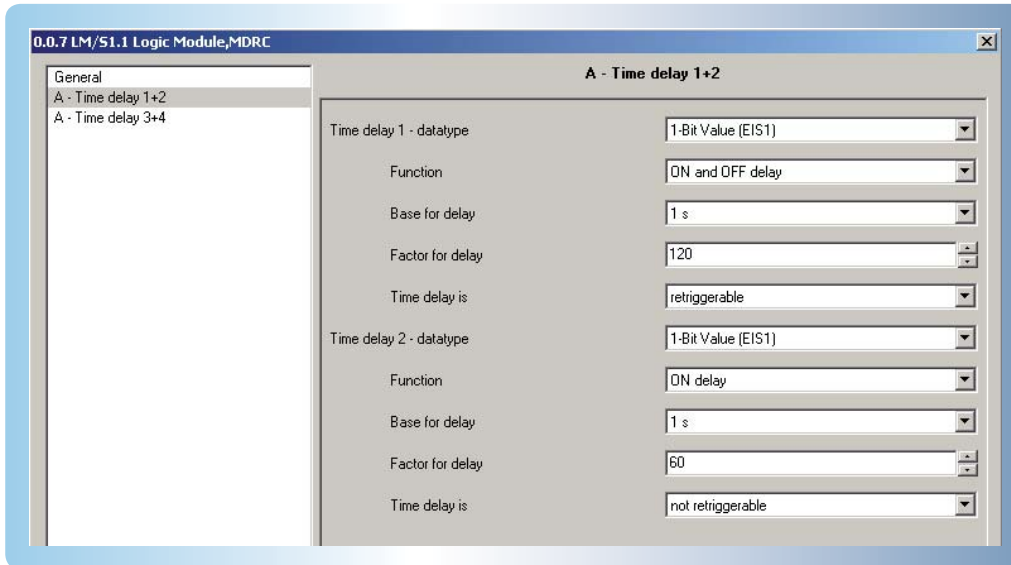 0.0.7 LM/S1.1 Logic Module,MDRC
General
A - Time delay 1+2
A - Time delay 3+4
A - Time delay 1+2
Time delay 1 - datatype 1-Bit Value (EIS1)
Function ON and OFF delay
Base for delay 1 s
Factor for delay 120
Time delay is retriggerable
Time delay 2 - datatype 1-Bit Value (EIS1)
Function ON delay
Base for delay 1 s
Factor for delay 60
Time delay is not retriggerable